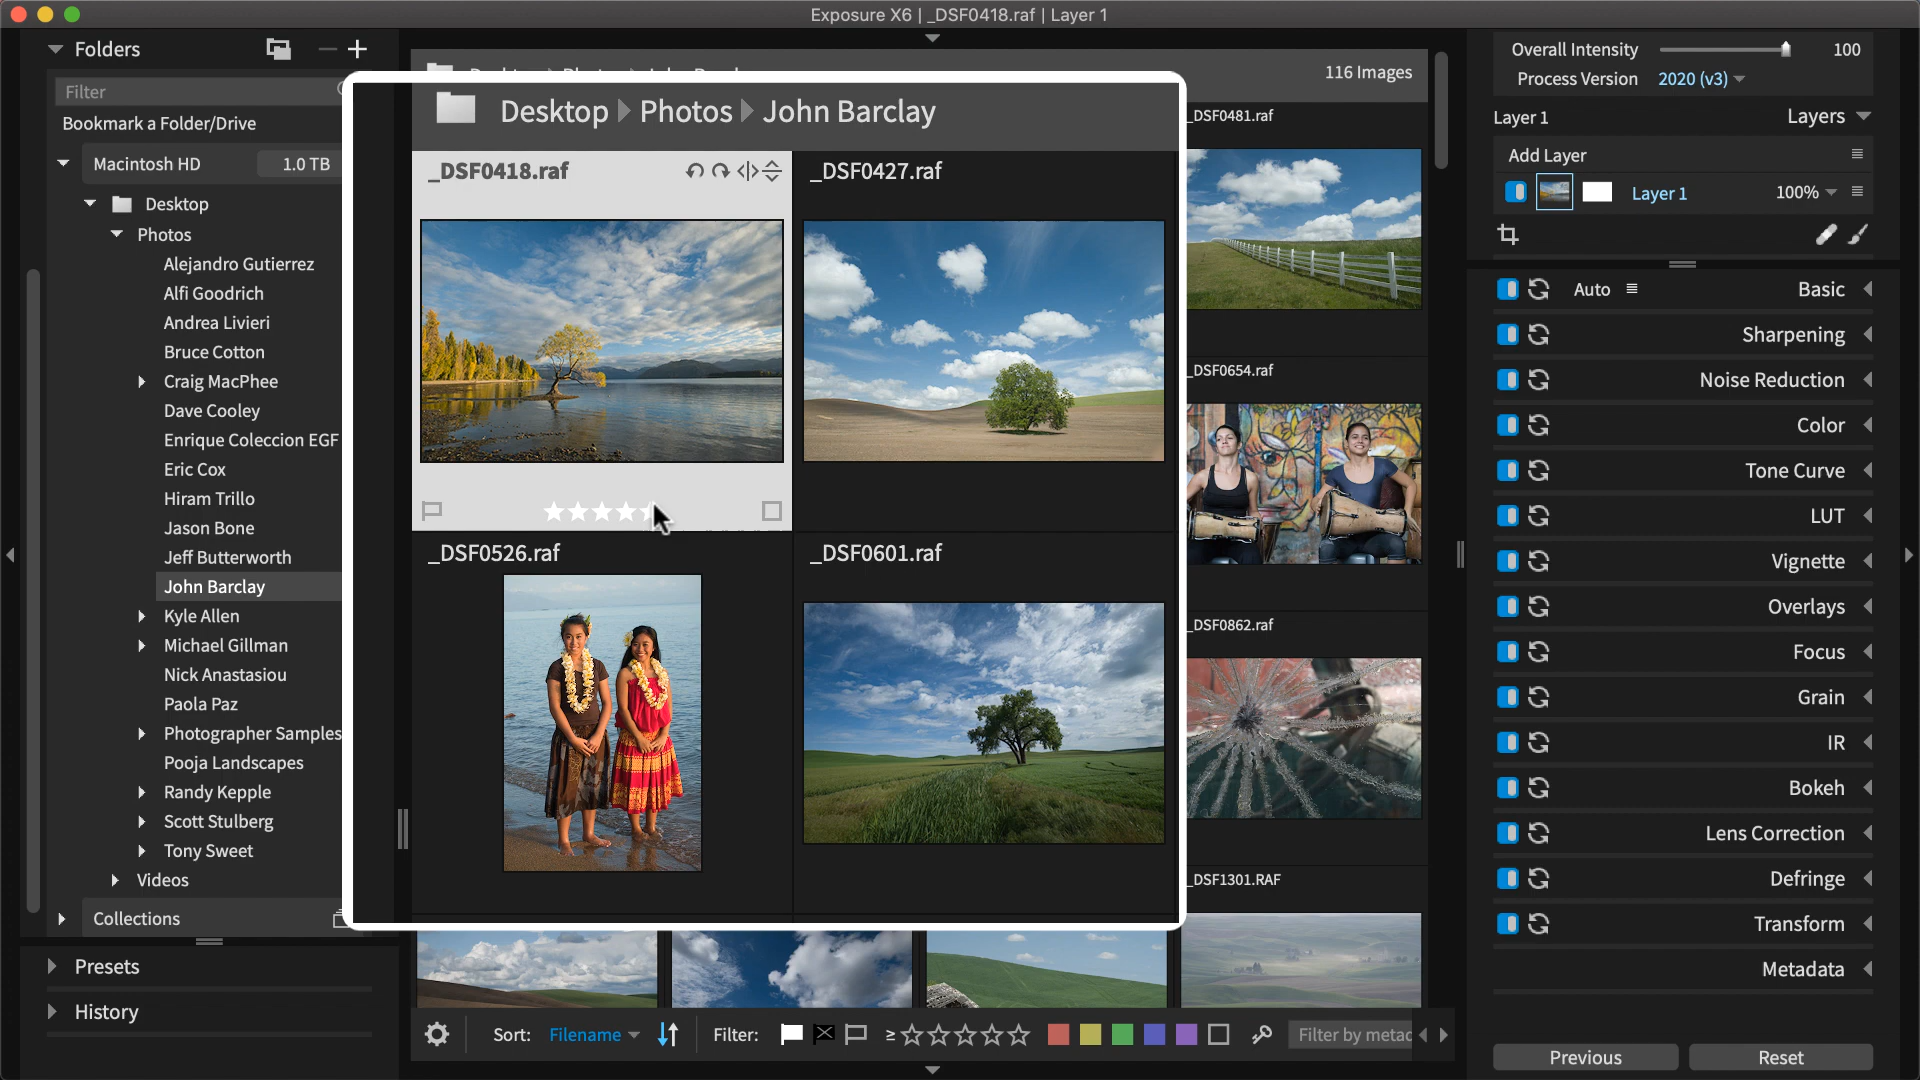 Exposure X6 | _DSF0418.raf | Layer 1
Folders
Filter
Bookmark a Folder/Drive
Macintosh HD 1.0 TB
Desktop
Photos
Alejandro Gutierrez
Alfi Goodrich
Andrea Livieri
Bruce Cotton
Craig MacPhee
Dave Cooley
Enrique Coleccion EGF
Eric Cox
Hiram Trillo
Jason Bone
Jeff Butterworth
John Barclay
Kyle Allen
Michael Gillman
Nick Anastasiou
Paola Paz
Photographer Samples
Pooja Landscapes
Randy Kepple
Scott Stulberg
Tony Sweet
Videos
Collections
Presets
History
116 Images
Desktop Photos John Barclay
_DSF0418.raf
_DSF0427.raf
_DSF0481.raf
_DSF0526.raf
_DSF0601.raf
_DSF0654.raf
_DSF0862.raf
_DSF1301.RAF
Sort: Filename
Filter:
≥
Filter by metad
Overall Intensity 100
Process Version 2020 (v3)
Layer 1 Layers
Add Layer
Layer 1 100%
Auto Basic
Sharpening
Noise Reduction
Color
Tone Curve
LUT
Vignette
Overlays
Focus
Grain
IR
Bokeh
Lens Correction
Defringe
Transform
Metadata
Previous Reset